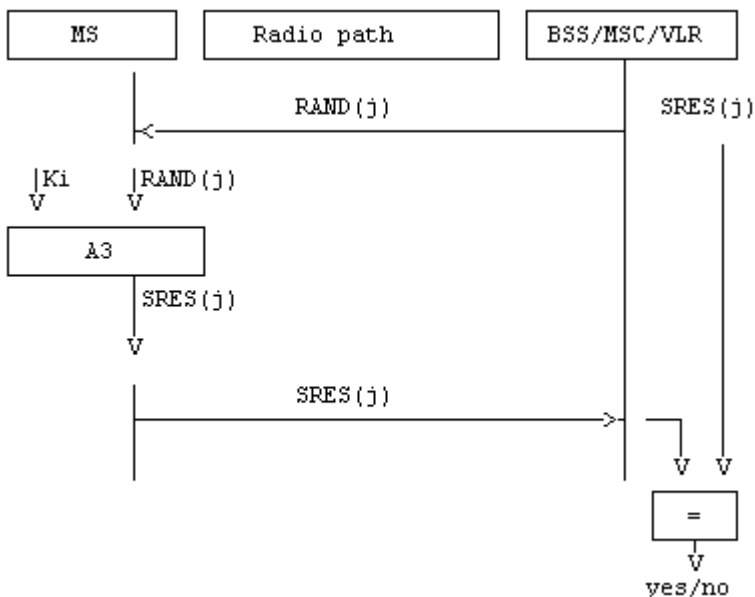 MS Radio path BSS/MSC/VLR
RAND(j) SRES(j)
Ki RAND(j)
A3
SRES(j)
SRES(j)
=
yes/no